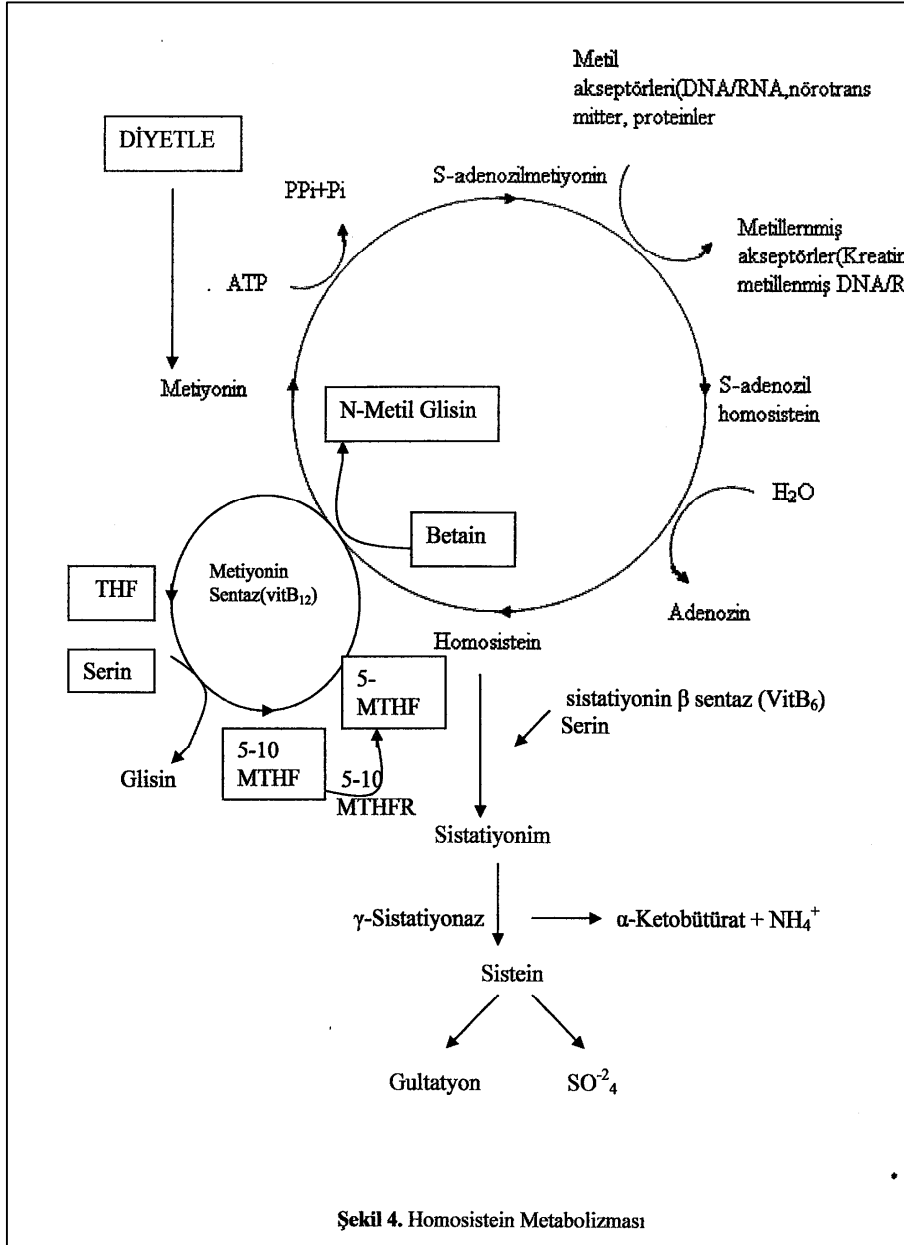 Metil
akseptörleri(DNA/RNA,nörotrans
mitter, proteinler
DİYETLE
S-adenozilmetiyonin
PPi+Pi
Metillernmiş
akseptörler(Kreatin
metillenmiş DNA/R
ATP
Metiyonin
N-Metil Glisin
S-adenozil
homosistein
H₂O
Betain
Metiyonin
Sentaz(vitB₁₂)
THF
Adenozin
Homosistein
Serin
5-
MTHF
sistatiyonin β sentaz (VitB₆)
Serin
5-10
MTHF
Glisin
5-10
MTHFR
Sistatiyonim
γ-Sistatiyonaz
α-Ketobütürat + NH₄⁺
Sistein
Gultatyon
SO⁻²₄
Şekil 4. Homosistein Metabolizması